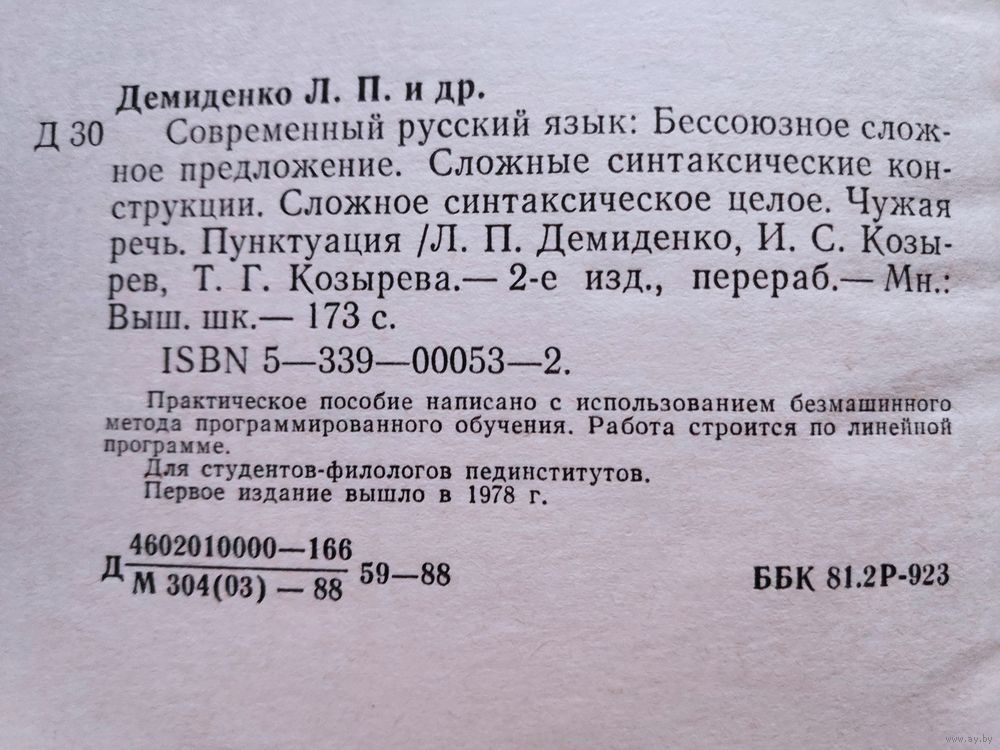 Демиденко Л. П. и др.
Д 30 Современный русский язык: Бессоюзное слож-
ное предложение. Сложные синтаксические кон-
струкции. Сложное синтаксическое целое. Чужая
речь. Пунктуация /Л. П. Демиденко, И. С. Козы-
рев, Т. Г. Козырева.— 2-е изд., перераб.— Мн.:
Выш. шк.— 173 с.
ISBN 5—339—00053—2.
Практическое пособие написано с использованием безмашинного
метода программированного обучения. Работа строится по линейной
программе.
Для студентов-филологов пединститутов.
Первое издание вышло в 1978 г.
4602010000—166
Д 59—88
М 304(03) — 88
ББК 81.2Р-923
www.ay.by